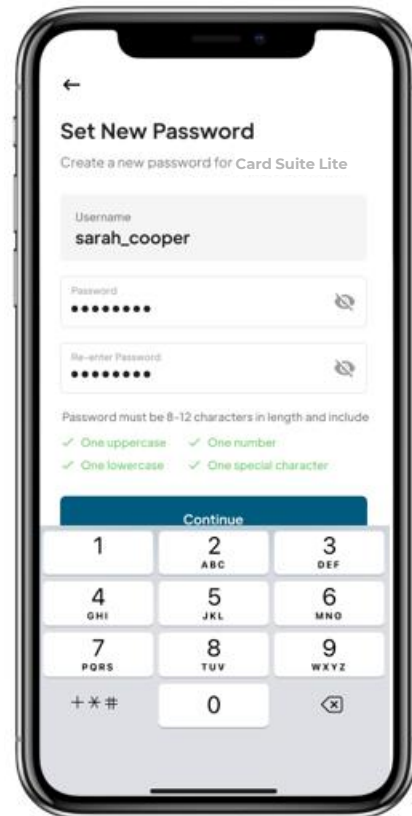 Set New Password
Create a new password for Card Suite Lite
Username
sarah_cooper
Password
••••••••
Re-enter Password
••••••••
Password must be 8-12 characters in length and include
✓ One uppercase ✓ One number
✓ One lowercase ✓ One special character
Continue
1 2 3
ABC DEF
4 5 6
GHI JKL MNO
7 8 9
PQRS TUV WXYZ
+*# 0